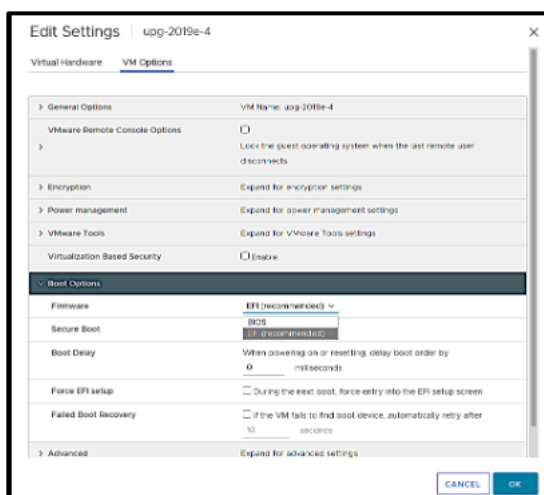 Edit Settings | upg-2019e-4
Virtual Hardware VM Options
General Options VM Name: upg-2019e-4
VMware Remote Console Options
Lock the guest operating system when the last remote user
disconnects
Encryption Expand for encryption settings
Power management Expand for power management settings
VMware Tools Expand for VMware Tools settings
Virtualization Based Security Enable
Boot Options
Firmware EFI (recommended)
BIOS
EFI (recommended)
Secure Boot
Boot Delay When powering on or resetting, delay boot order by
0 milliseconds
Force EFI setup During the next boot, force entry into the EFI setup screen
Failed Boot Recovery If the VM fails to find boot device, automatically retry after
10 seconds
Advanced Expand for advanced settings
CANCEL OK